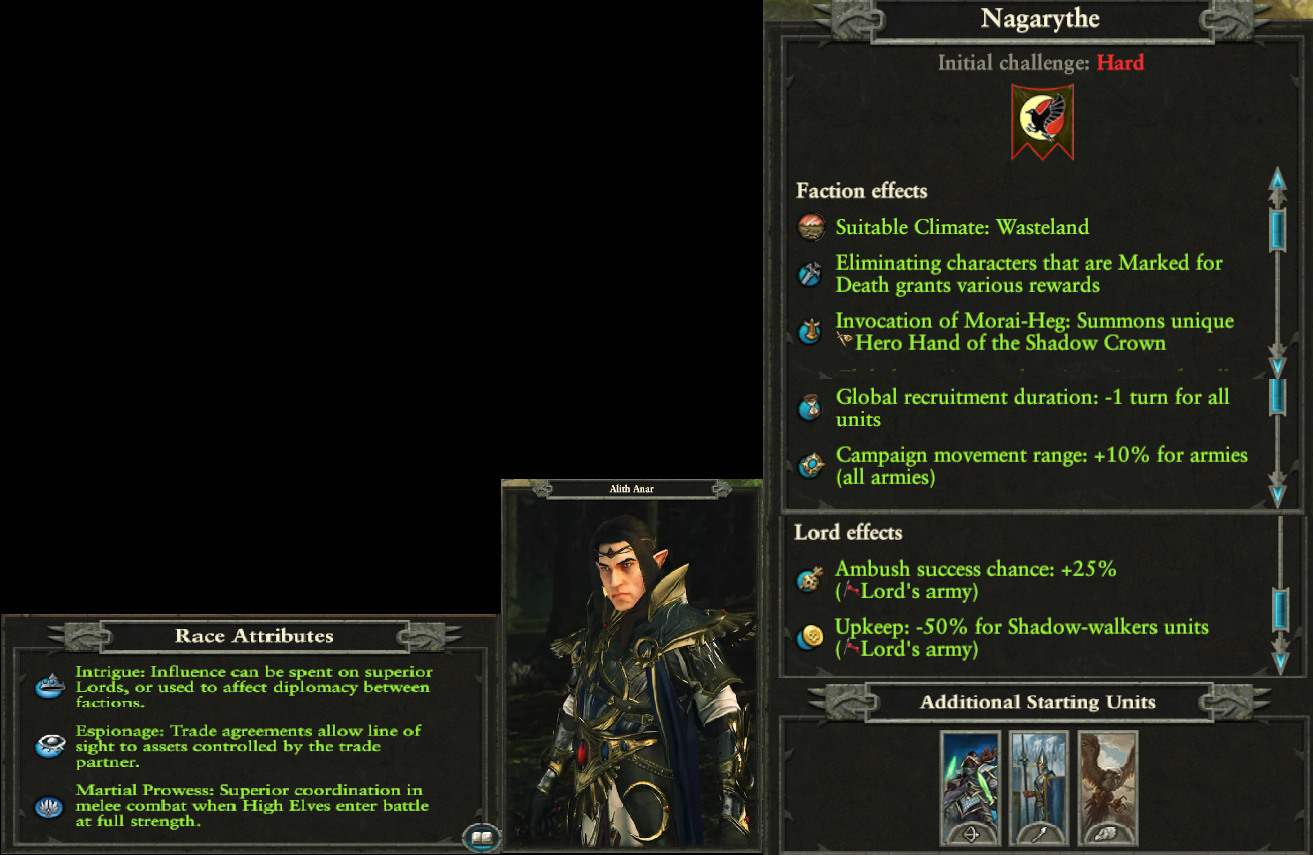 Nagarythe
Initial challenge: Hard
Faction effects
Suitable Climate: Wasteland
Eliminating characters that are Marked for
Death grants various rewards
Invocation of Morai-Heg: Summons unique
Hero Hand of the Shadow Crown
Global recruitment duration: -1 turn for all
units
Campaign movement range: +10% for armies
(all armies)
Lord effects
Ambush success chance: +25%
(Lord's army)
Upkeep: -50% for Shadow-walkers units
(Lord's army)
Additional Starting Units
Alith Anar
Race Attributes
Intrigue: Influence can be spent on superior
Lords, or used to affect diplomacy between
factions.
Espionage: Trade agreements allow line of
sight to assets controlled by the trade
partner.
Martial Prowess: Superior coordination in
melee combat when High Elves enter battle
at full strength.